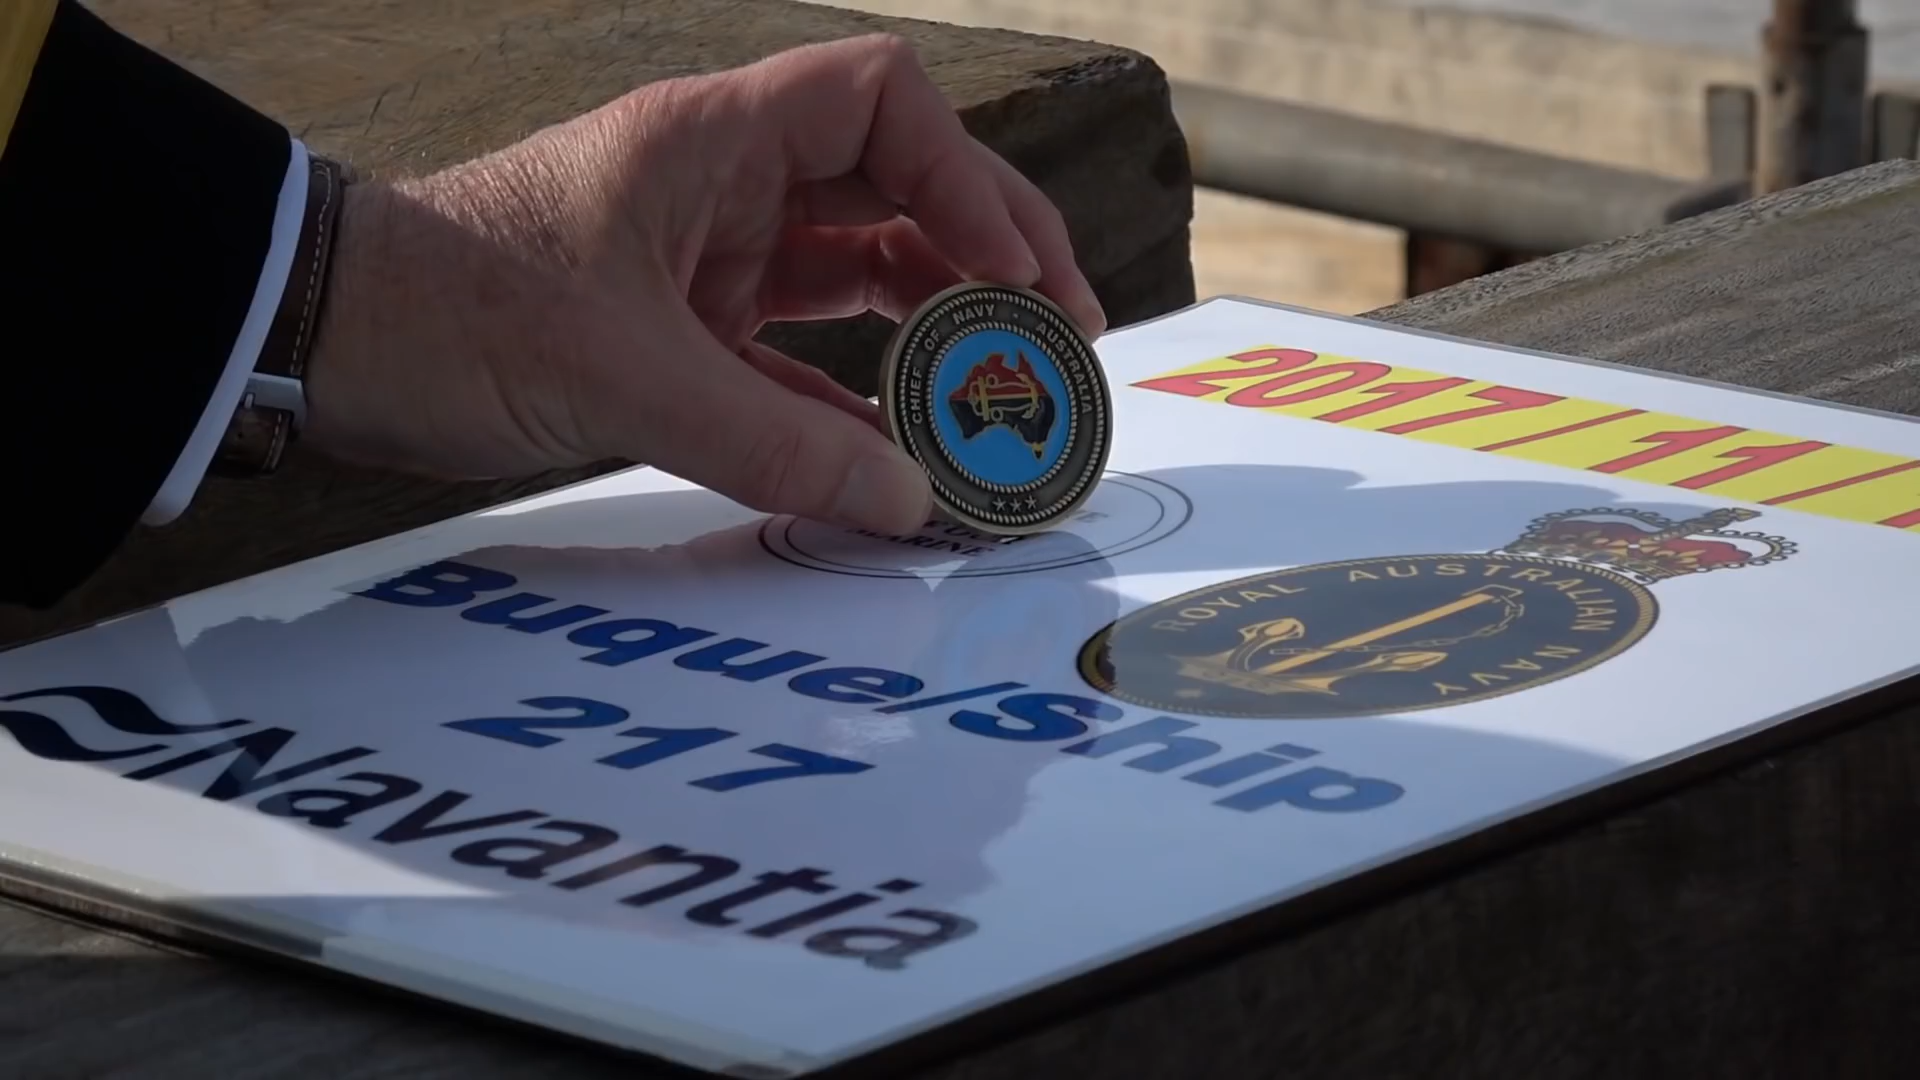 CHIEF OF NAVY · AUSTRALIA
2017/11/
MARINE
ROYAL AUSTRALIAN NAVY
Buque/Ship
217
Navantia